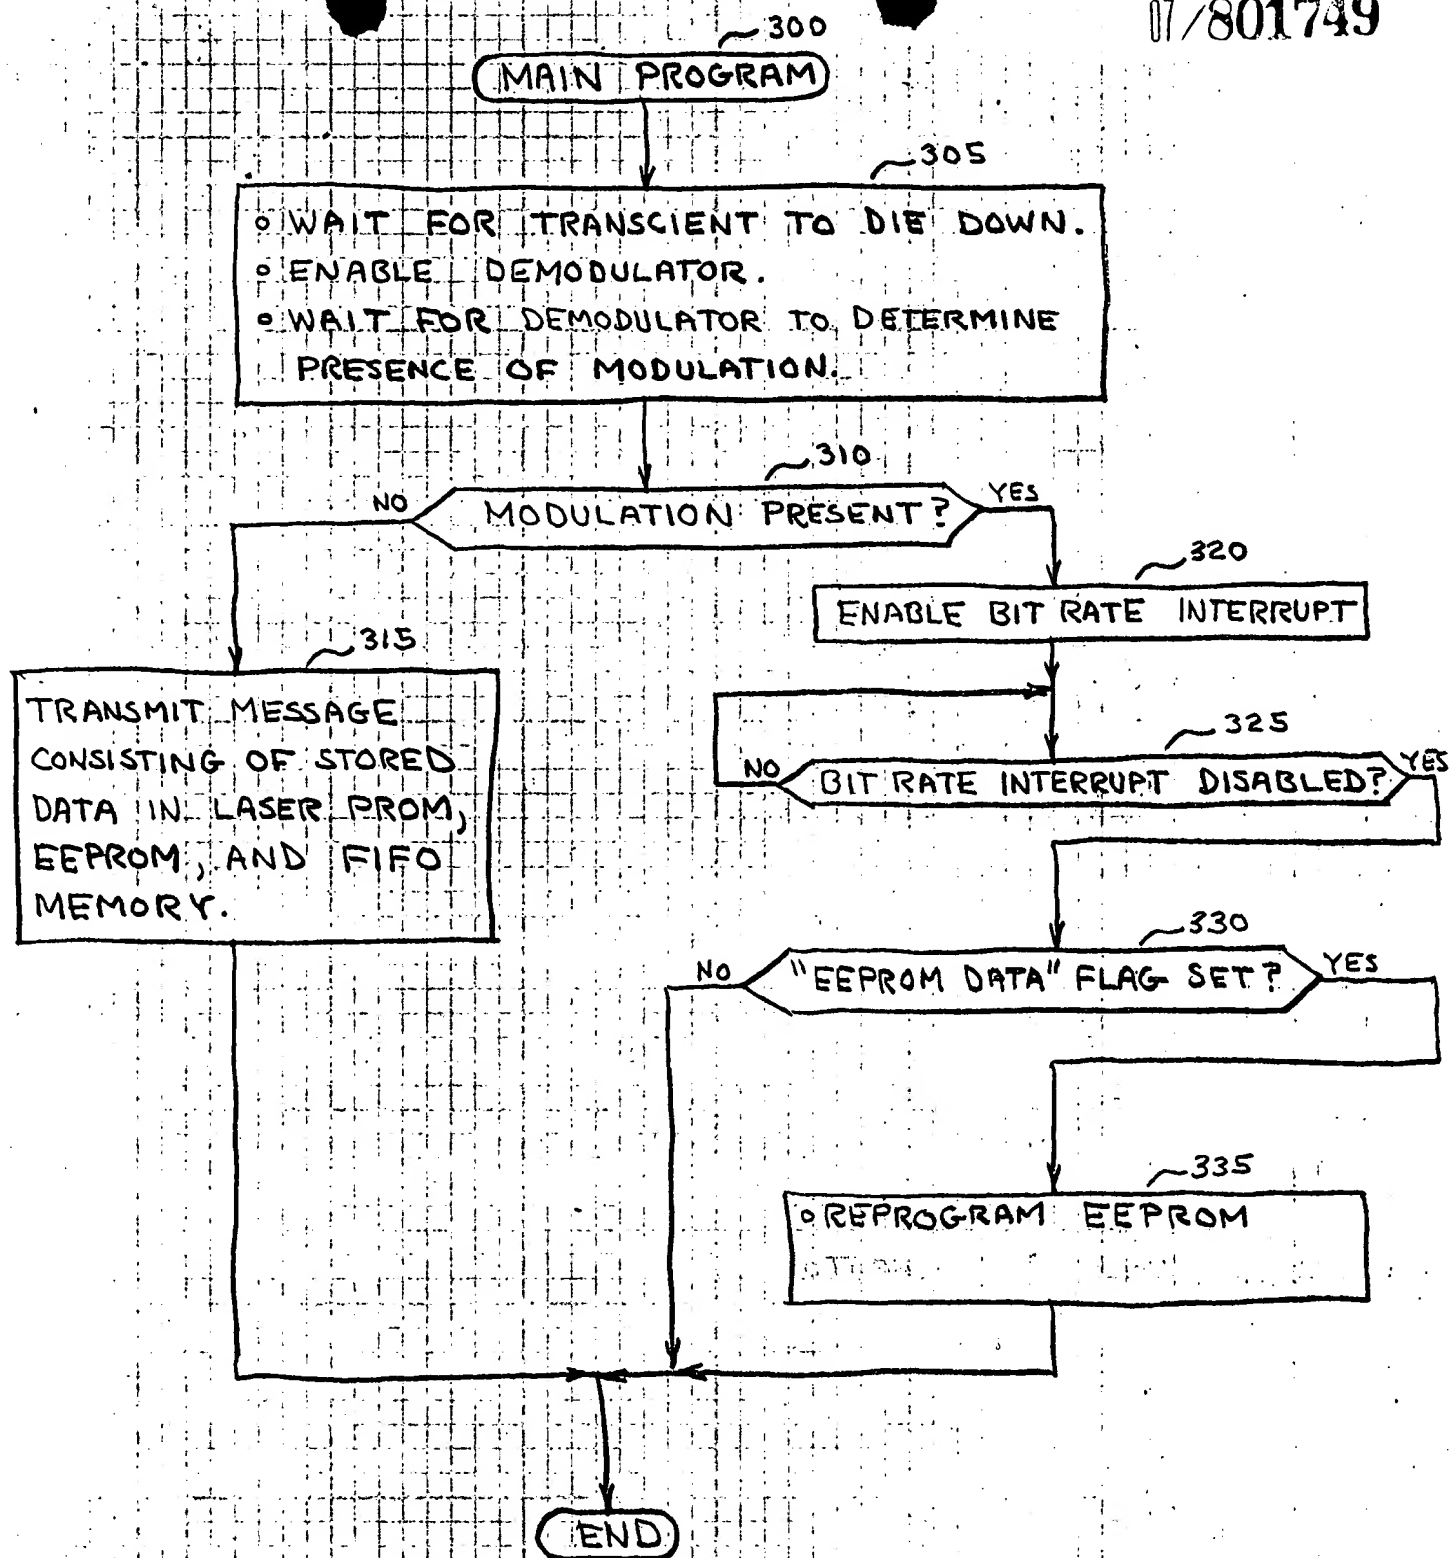 07/801749
300
MAIN PROGRAM
305
WAIT FOR TRANSCIENT TO DIE DOWN.
ENABLE DEMODULATOR.
WAIT FOR DEMODULATOR TO DETERMINE
PRESENCE OF MODULATION.
310
NO
MODULATION PRESENT?
YES
320
ENABLE BIT RATE INTERRUPT
315
TRANSMIT MESSAGE
CONSISTING OF STORED
DATA IN LASER PROM,
EEPROM, AND FIFO
MEMORY.
325
NO
BIT RATE INTERRUPT DISABLED?
YES
330
NO
"EEPROM DATA" FLAG SET?
YES
335
REPROGRAM EEPROM
END